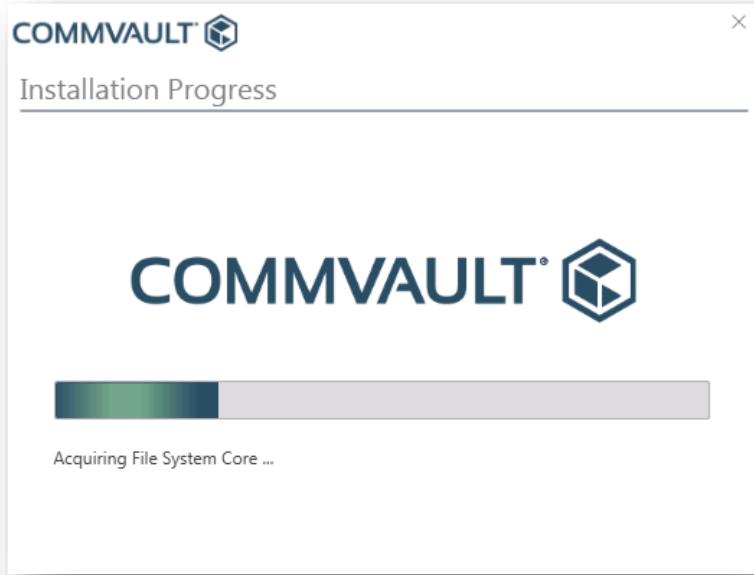 COMMVAULT
Installation Progress
COMMVAULT®
Acquiring File System Core ...